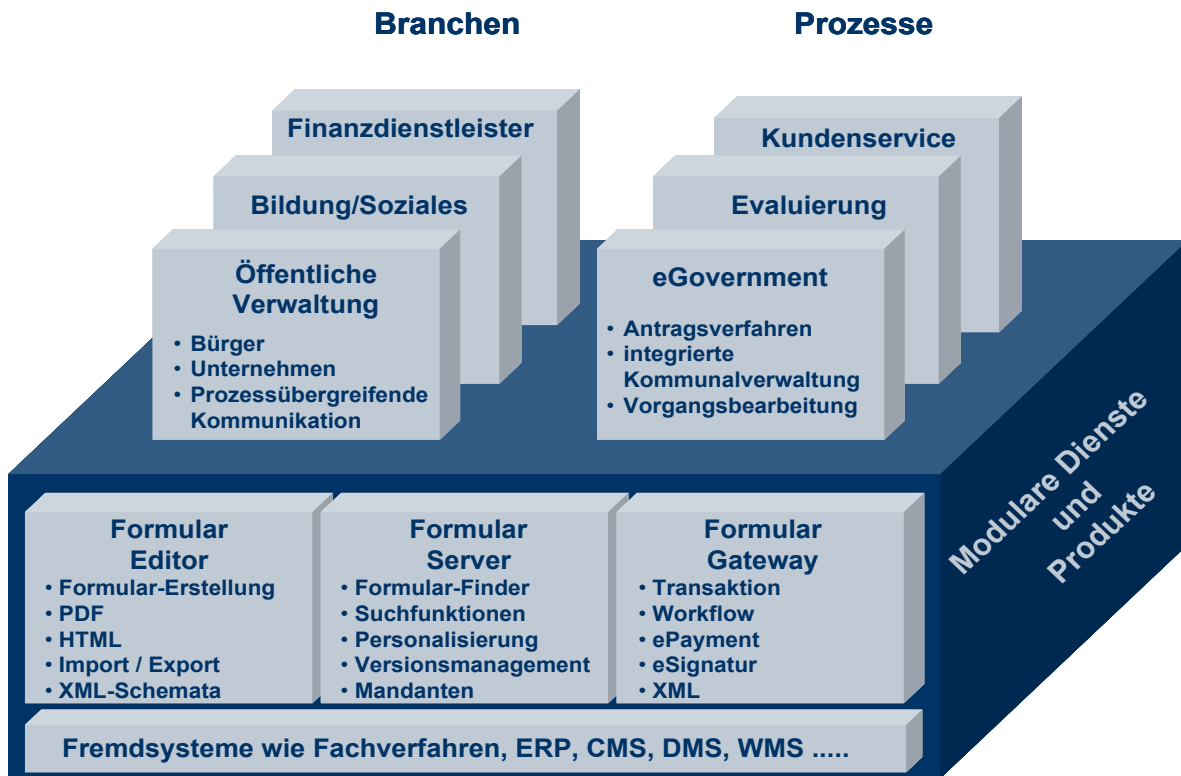 Branchen
Prozesse
Finanzdienstleister
Bildung/Soziales
Öffentliche
Verwaltung
• Bürger
• Unternehmen
• Prozessübergreifende
Kommunikation
Kundenservice
Evaluierung
eGovernment
• Antragsverfahren
• integrierte
Kommunalverwaltung
• Vorgangsbearbeitung
Modulare Dienste
und
Produkte
Formular
Editor
• Formular-Erstellung
• PDF
• HTML
• Import / Export
• XML-Schemata
Formular
Server
• Formular-Finder
• Suchfunktionen
• Personalisierung
• Versionsmanagement
• Mandanten
Formular
Gateway
• Transaktion
• Workflow
• ePayment
• eSignatur
• XML
Fremdsysteme wie Fachverfahren, ERP, CMS, DMS, WMS .....